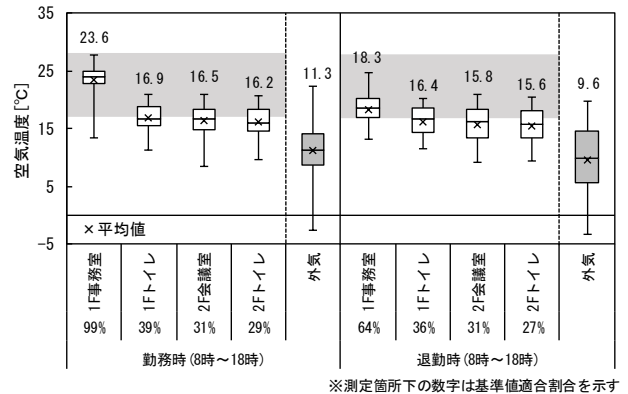 35
25
15
5
-5
空気温度[℃]
23.6
16.9
16.5
16.2
11.3
18.3
16.4
15.8
15.6
9.6
×平均値
1F事務室
1Fトイレ
2F会議室
2Fトイレ
外気
1F事務室
1Fトイレ
2F会議室
2Fトイレ
外気
99% 39% 31% 29% 64% 36% 31% 27%
勤務時(8時～18時) 退勤時(8時～18時)
※測定箇所下の数字は基準値適合割合を示す